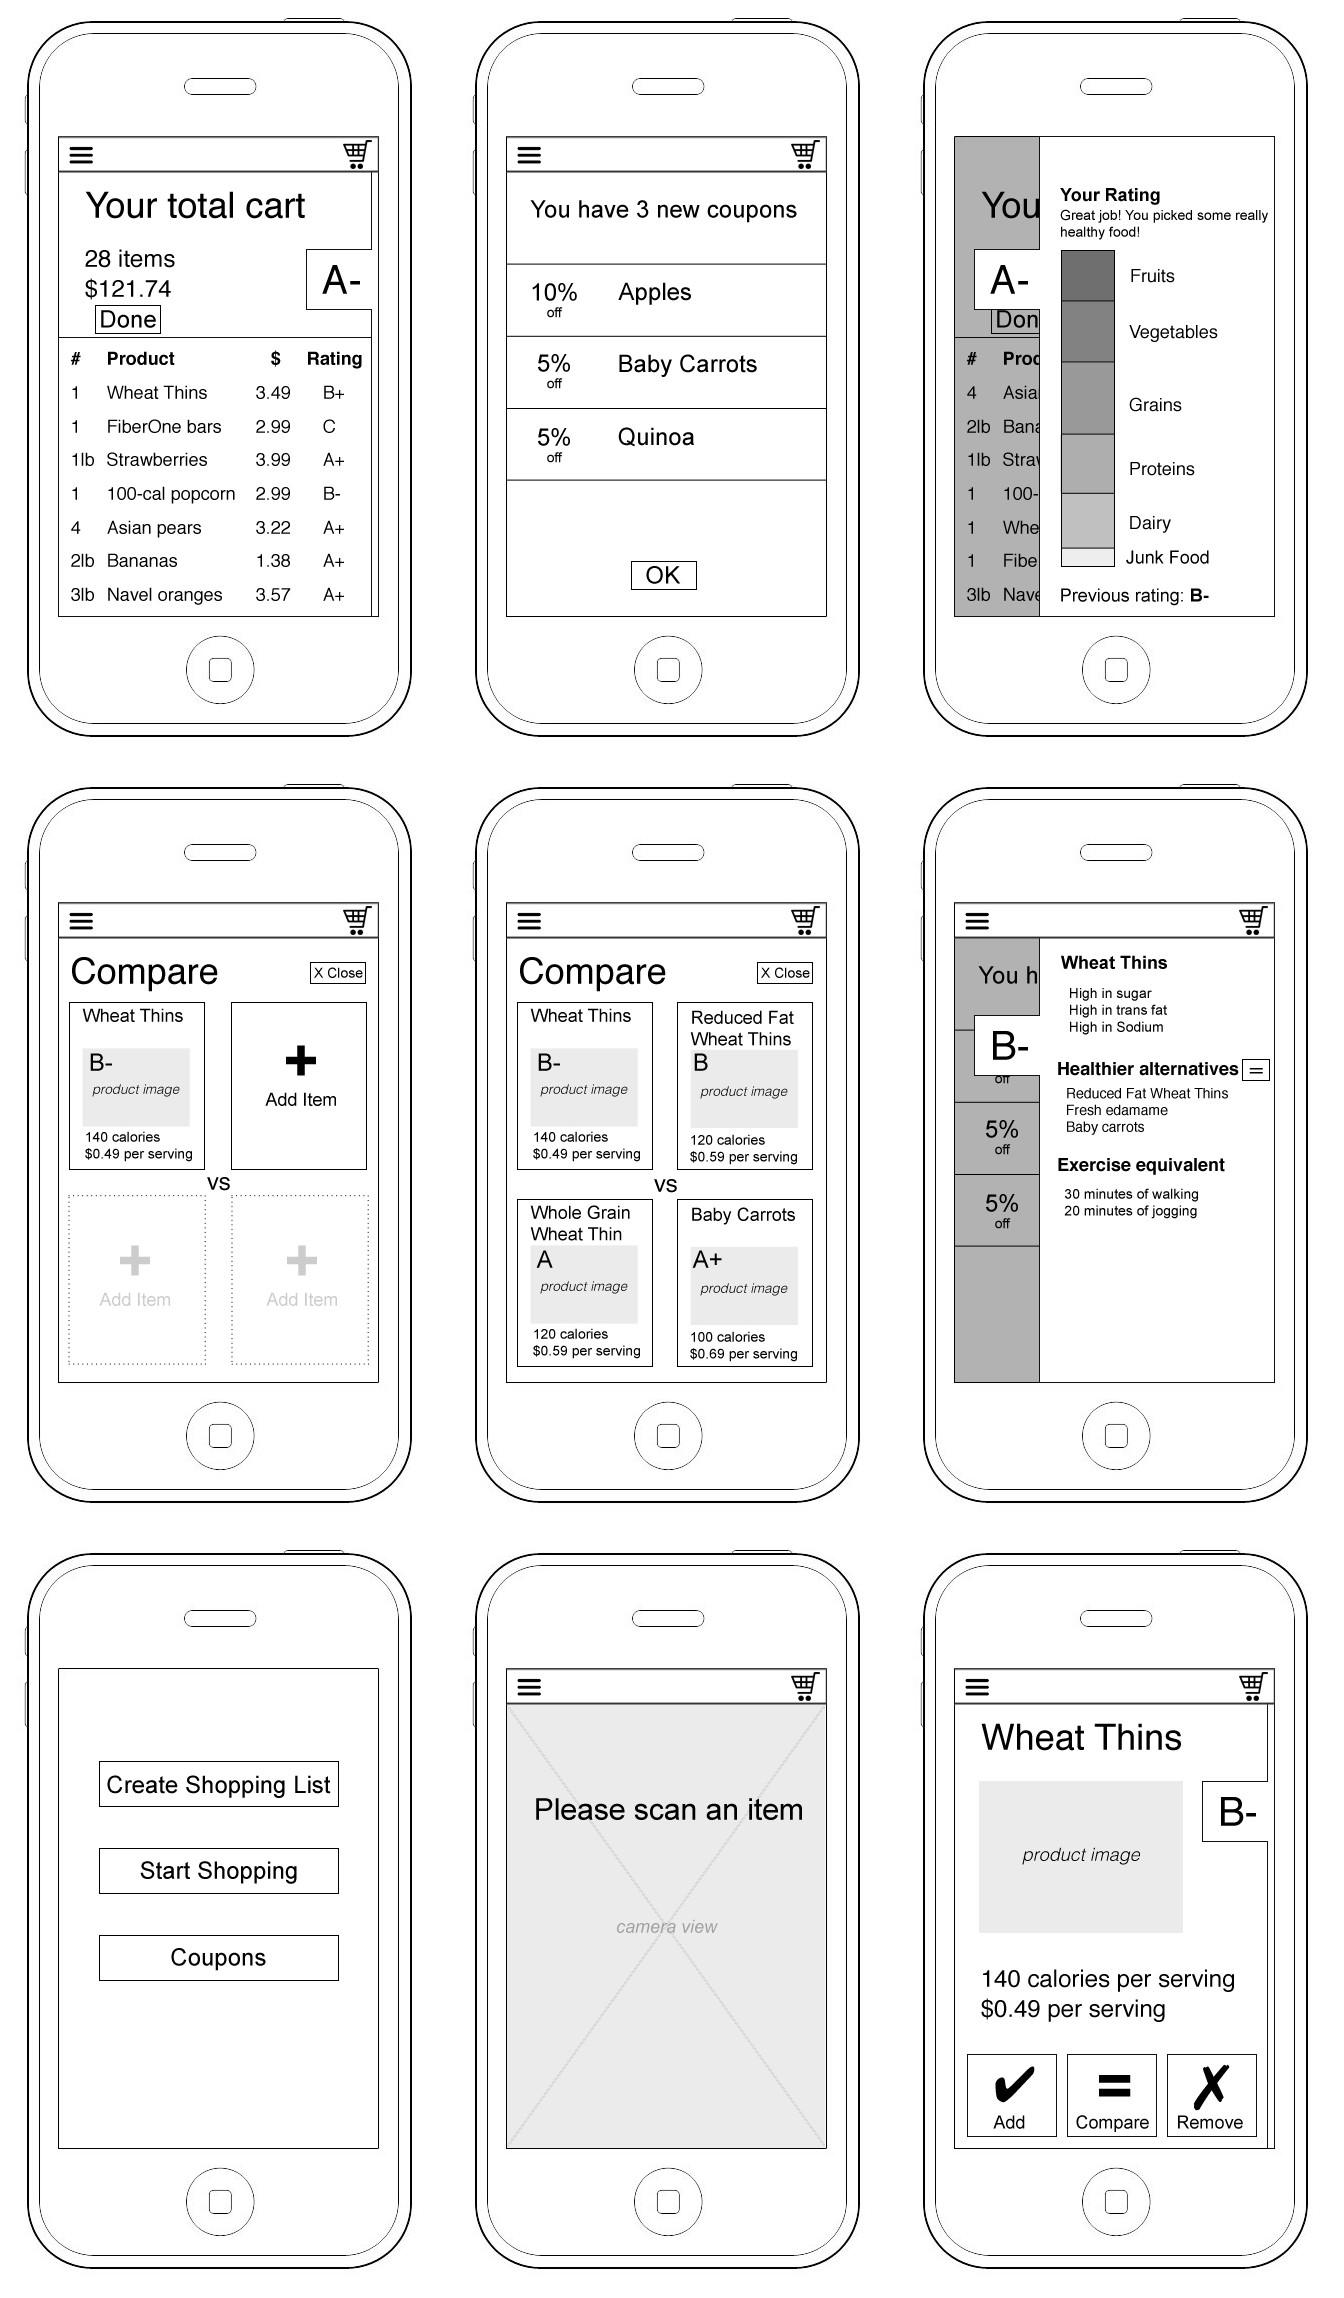 Your total cart
28 items
$121.74
A-
Done
# Product $ Rating
1 Wheat Thins 3.49 B+
1 FiberOne bars 2.99 C
1lb Strawberries 3.99 A+
1 100-cal popcorn 2.99 B-
4 Asian pears 3.22 A+
2lb Bananas 1.38 A+
3lb Navel oranges 3.57 A+
You have 3 new coupons
10% off Apples
5% off Baby Carrots
5% off Quinoa
OK
You
A-
Don
# Proc
4 Asia
2lb Bana
1lb Straw
1 100-
1 Whe
1 Fibe
3lb Nave
Your Rating
Great job! You picked some really
healthy food!
Fruits
Vegetables
Grains
Proteins
Dairy
Junk Food
Previous rating: B-
Compare
X Close
Wheat Thins
B-
product image
140 calories
$0.49 per serving
Add Item
vs
Add Item
Add Item
Compare
X Close
Wheat Thins
B-
product image
140 calories
$0.49 per serving
Reduced Fat
Wheat Thins
B
product image
120 calories
$0.59 per serving
vs
Whole Grain
Wheat Thin
A
product image
120 calories
$0.59 per serving
Baby Carrots
A+
product image
100 calories
$0.69 per serving
You h
B-
off
5%
off
5%
off
Wheat Thins
High in sugar
High in trans fat
High in Sodium
Healthier alternatives =
Reduced Fat Wheat Thins
Fresh edamame
Baby carrots
Exercise equivalent
30 minutes of walking
20 minutes of jogging
Create Shopping List
Start Shopping
Coupons
Please scan an item
camera view
Wheat Thins
B-
product image
140 calories per serving
$0.49 per serving
Add
Compare
Remove